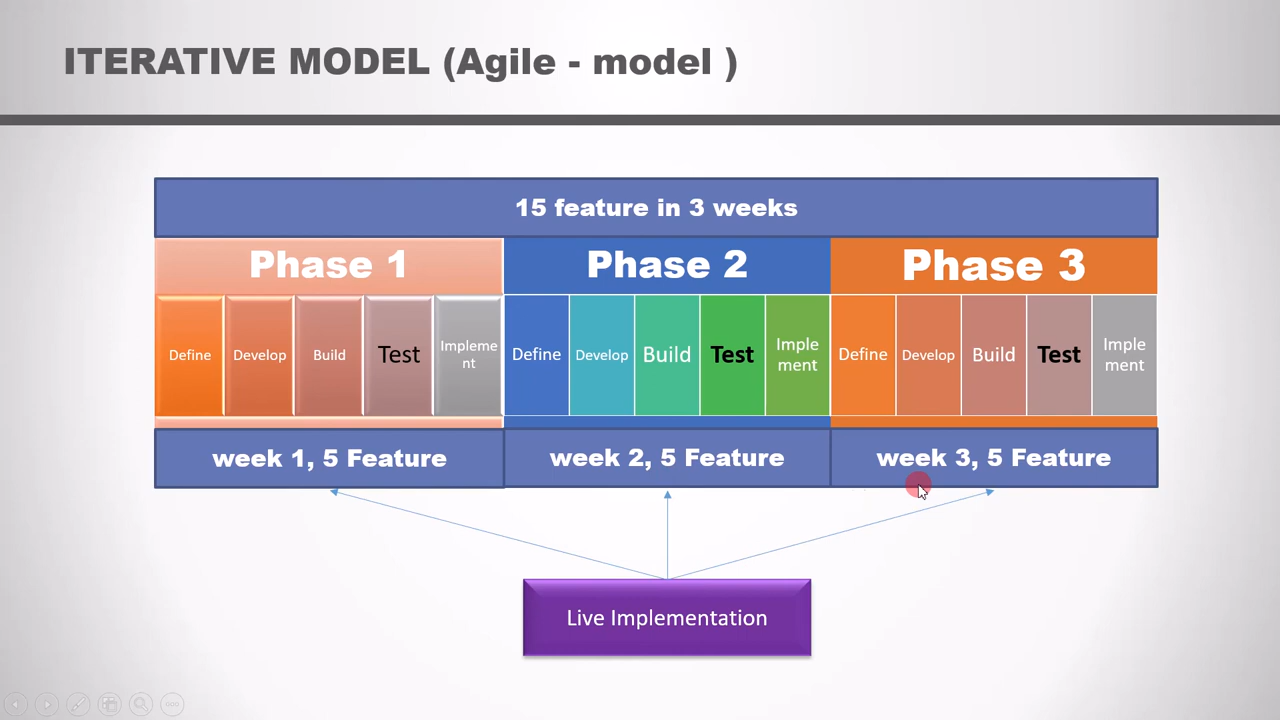 ITERATIVE MODEL (Agile - model )
15 feature in 3 weeks
Phase 1
Phase 2
Phase 3
Define
Develop
Build
Test
Impleme
nt
Define
Develop
Build
Test
Imple
ment
Define
Develop
Build
Test
Imple
ment
week 1, 5 Feature
week 2, 5 Feature
week 3, 5 Feature
Live Implementation